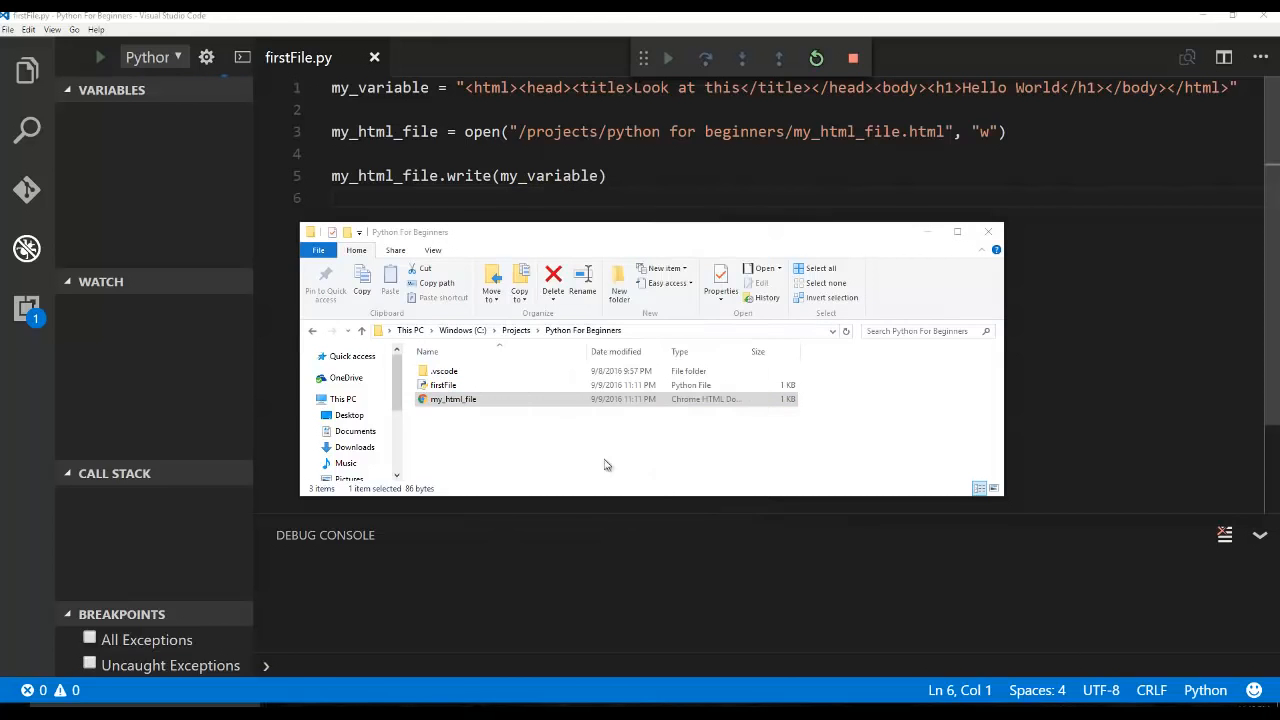 firstFile.py - Python For Beginners - Visual Studio Code
File Edit View Go Help
Python
firstFile.py
VARIABLES
1 my_variable = "<html><head><title>Look at this</title></head><body><h1>Hello World</h1></body></html>"
2
3 my_html_file = open("/projects/python for beginners/my_html_file.html", "w")
4
5 my_html_file.write(my_variable)
6
Python For Beginners
File Home Share View
Pin to Quick access
Copy
Paste
Cut
Copy path
Paste shortcut
Clipboard
Move to
Copy to
Delete
Rename
Organize
New folder
New item
Easy access
New
Properties
Open
Edit
History
Open
Select all
Select none
Invert selection
Select
This PC Windows (C:) Projects Python For Beginners
Search Python For Beginners
Name Date modified Type Size
.vscode 9/8/2016 9:57 PM File folder
firstFile 9/9/2016 11:11 PM Python File 1 KB
my_html_file 9/9/2016 11:11 PM Chrome HTML Do... 1 KB
Quick access
OneDrive
This PC
Desktop
Documents
Downloads
Music
Pictures
3 items 1 item selected 86 bytes
WATCH
1
CALL STACK
DEBUG CONSOLE
BREAKPOINTS
All Exceptions
Uncaught Exceptions
0 0
Ln 6, Col 1 Spaces: 4 UTF-8 CRLF Python